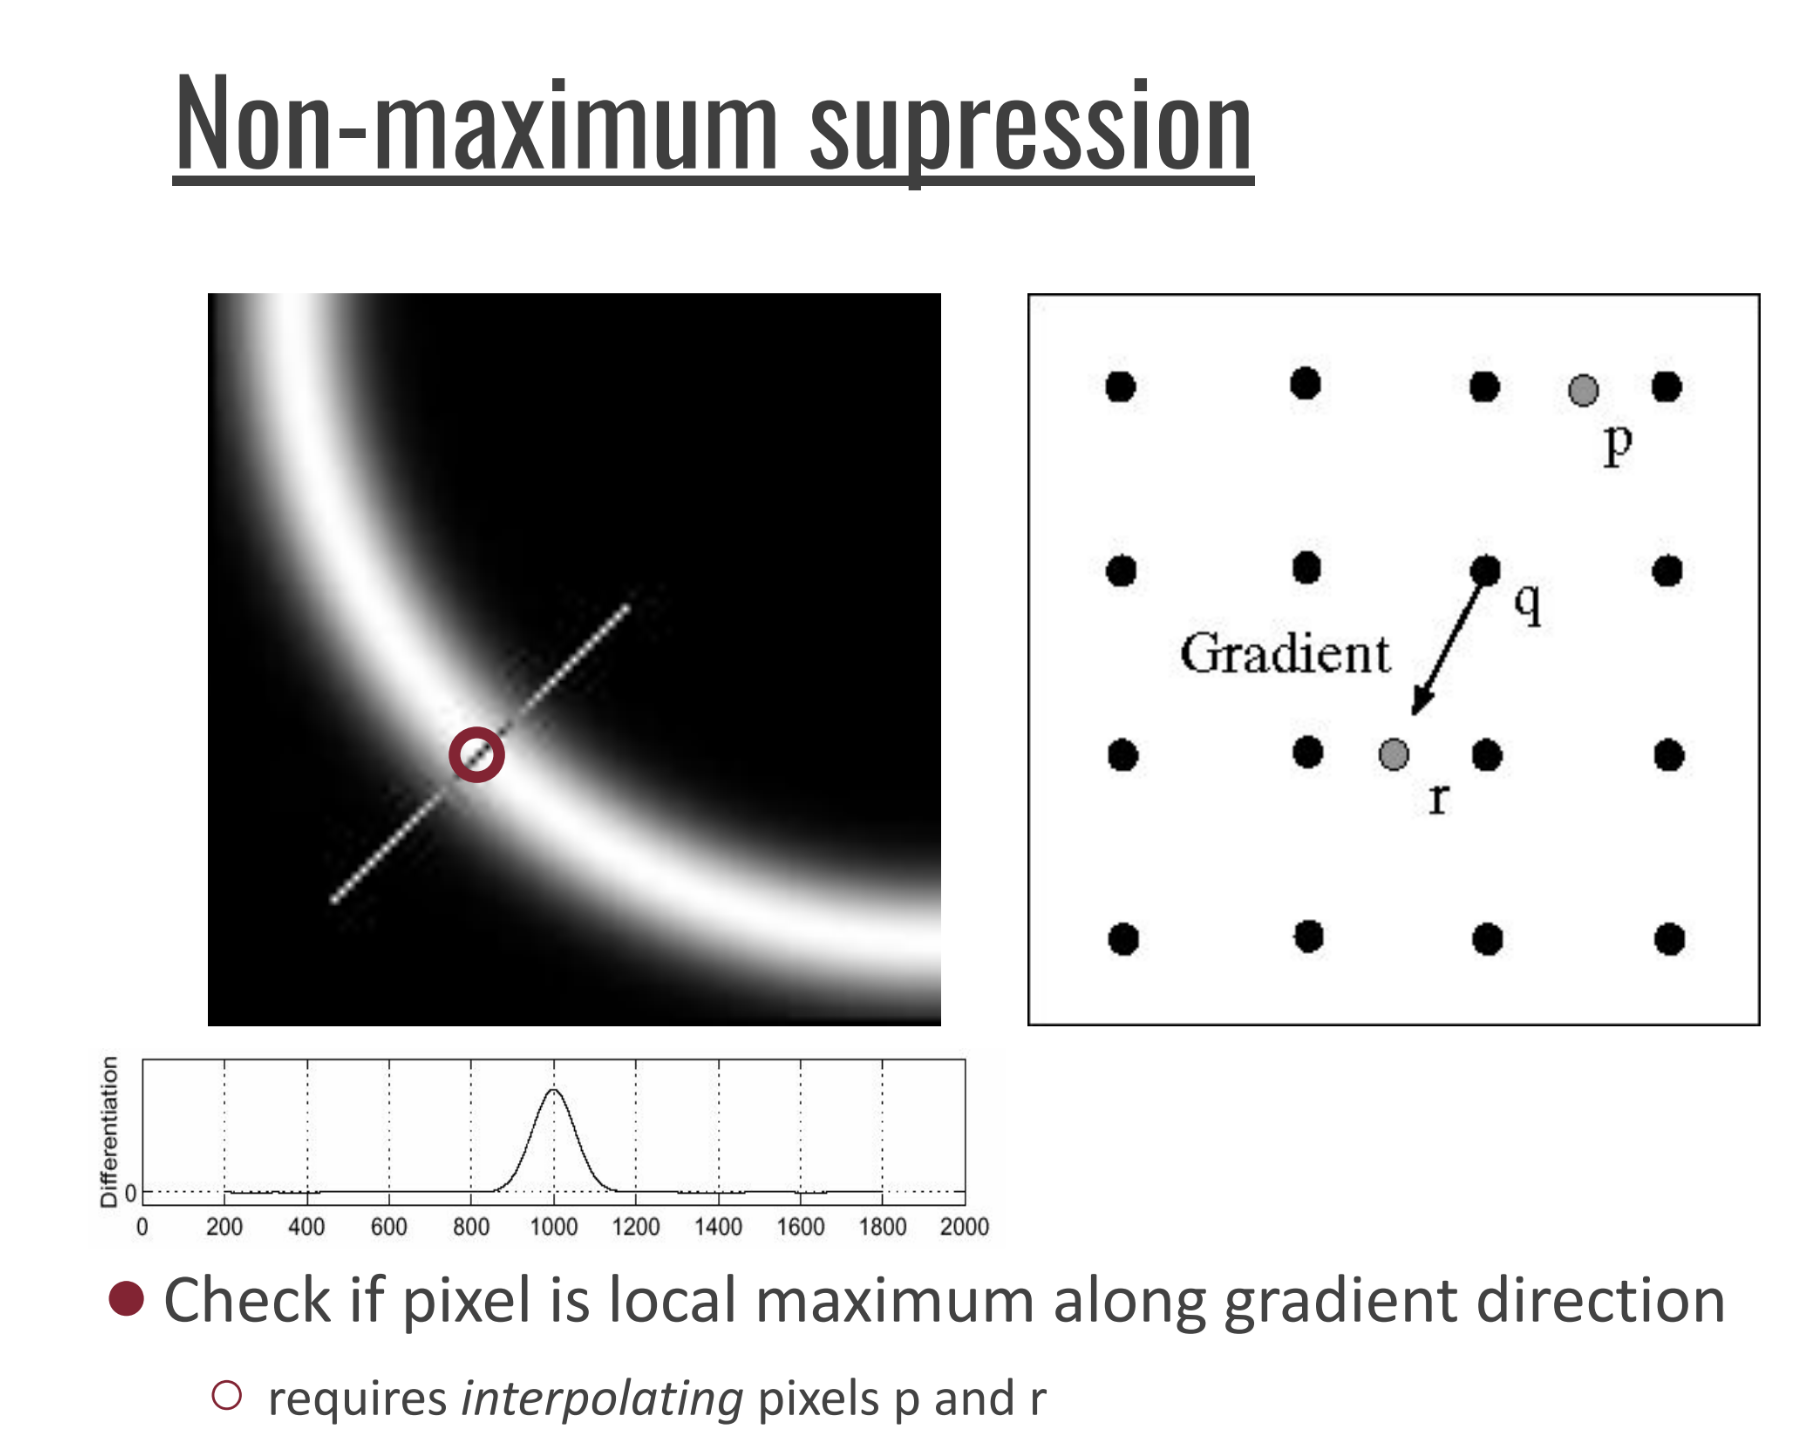 Non-maximum supression
p
q
Gradient
r
Differentiation
0
0 200 400 600 800 1000 1200 1400 1600 1800 2000
Check if pixel is local maximum along gradient direction
requires interpolating pixels p and r